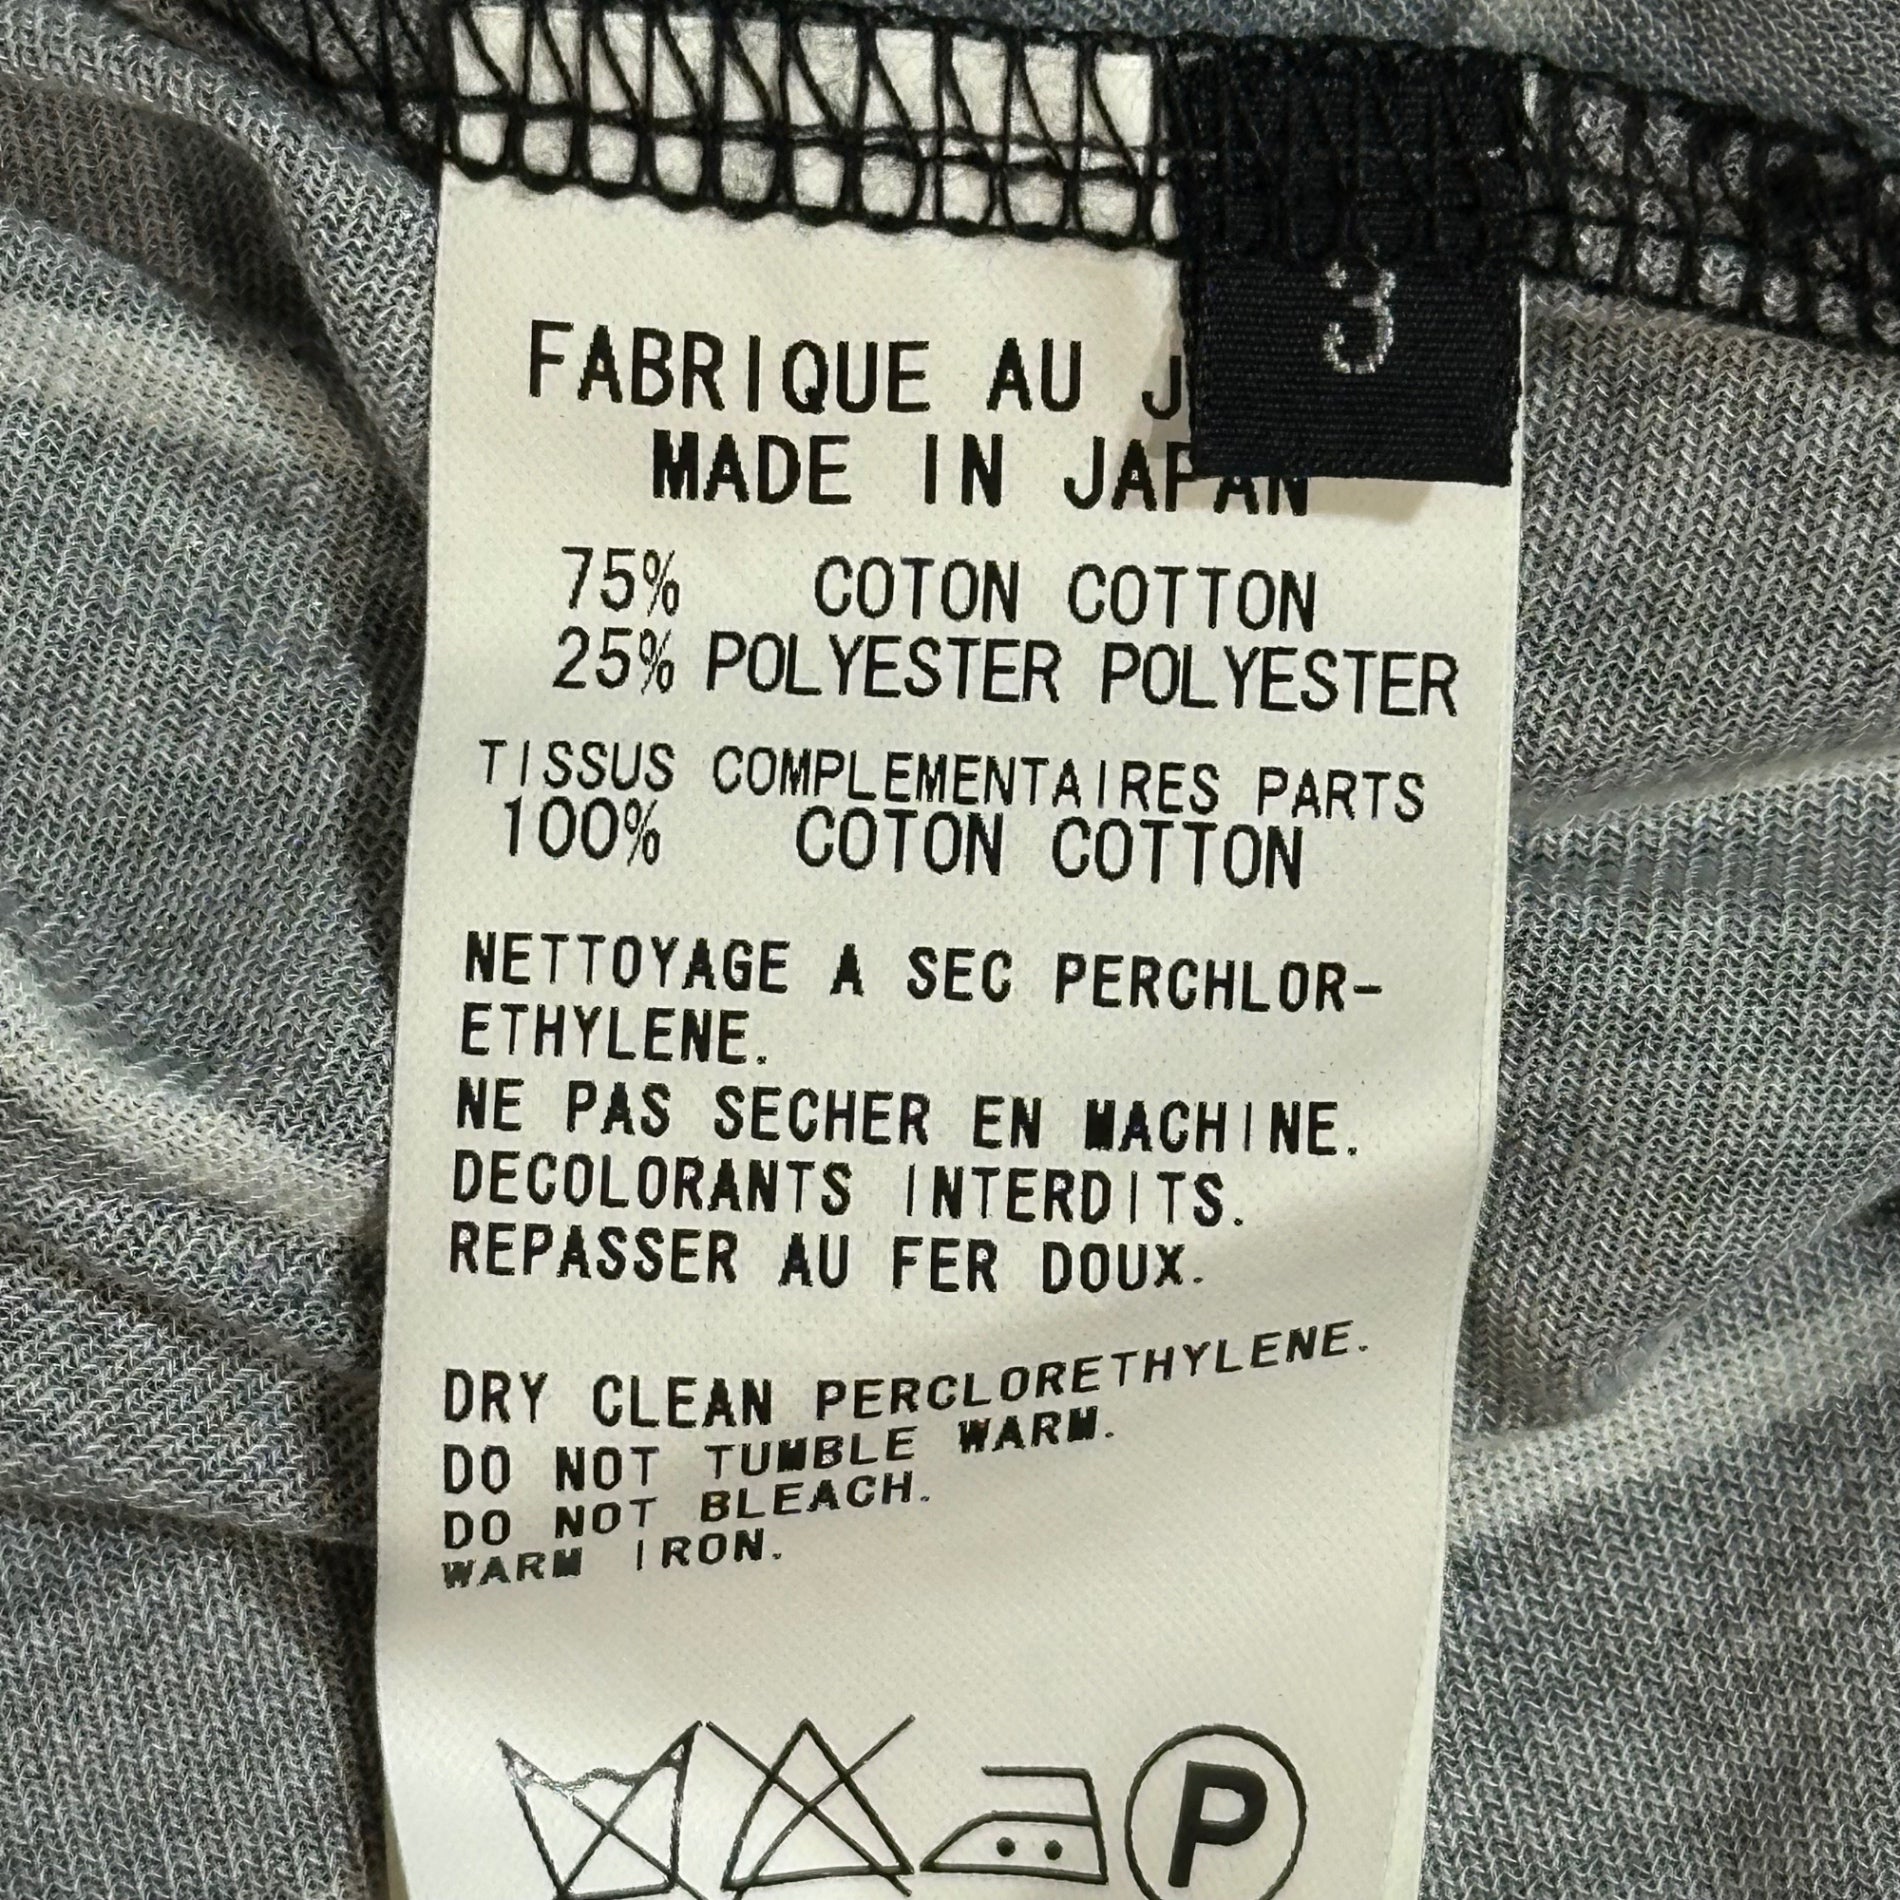 3
FABRIQUE AU
MADE IN JAPAN
75% COTON COTTON
25% POLYESTER POLYESTER
TISSUS COMPLEMENTAIRES PARTS
100% COTON COTTON
NETTOYAGE A SEC PERCHLOR-
ETHYLENE.
NE PAS SECHER EN MACHINE.
DECOLORANTS INTERDITS.
REPASSER AU FER DOUX.
DRY CLEAN PERCLORETHYLENE.
DO NOT TUMBLE WARM.
DO NOT BLEACH.
WARM IRON.
P